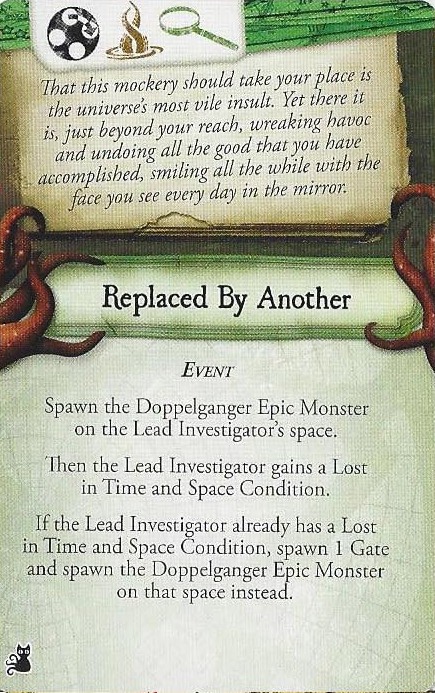 That this mockery should take your place is
the universe's most vile insult. Yet there it
is, just beyond your reach, wreaking havoc
and undoing all the good that you have
accomplished, smiling all the while with the
face you see every day in the mirror.
Replaced By Another
Event
Spawn the Doppelganger Epic Monster
on the Lead Investigator's space.
Then the Lead Investigator gains a Lost
in Time and Space Condition.
If the Lead Investigator already has a Lost
in Time and Space Condition, spawn 1 Gate
and spawn the Doppelganger Epic Monster
on that space instead.